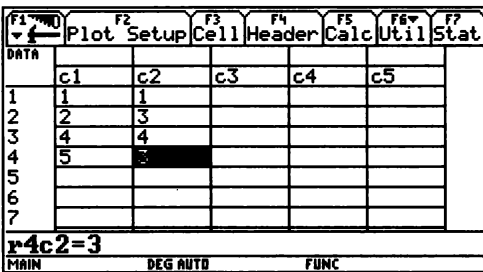 F1 F2 Plot Setup F3 Cell F4 Header F5 Calc F6 Util F7 Stat
DATA
c1 c2 c3 c4 c5
1 1 1
2 2 3
3 4 4
4 5 3
5
6
7
r4c2=3
MAIN DEG AUTO FUNC